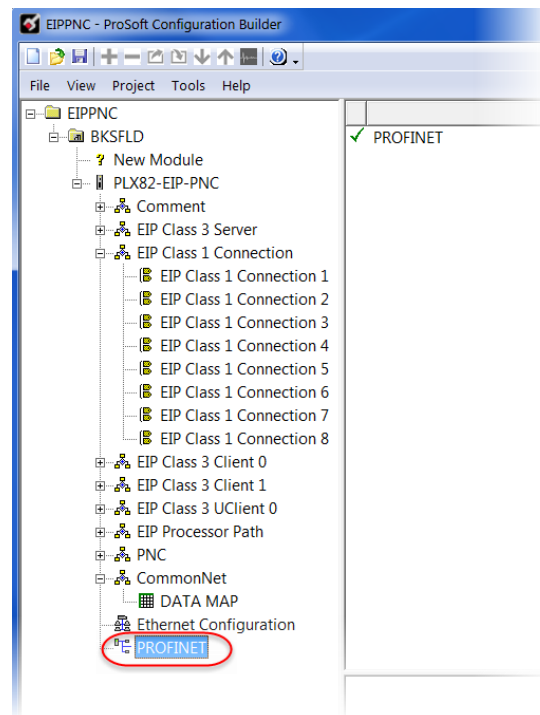 EIPPNC - ProSoft Configuration Builder
File View Project Tools Help
EIPPNC
BKSFLD
New Module
PLX82-EIP-PNC
Comment
EIP Class 3 Server
EIP Class 1 Connection
EIP Class 1 Connection 1
EIP Class 1 Connection 2
EIP Class 1 Connection 3
EIP Class 1 Connection 4
EIP Class 1 Connection 5
EIP Class 1 Connection 6
EIP Class 1 Connection 7
EIP Class 1 Connection 8
EIP Class 3 Client 0
EIP Class 3 Client 1
EIP Class 3 UClient 0
EIP Processor Path
PNC
CommonNet
DATA MAP
Ethernet Configuration
PROFINET
PROFINET